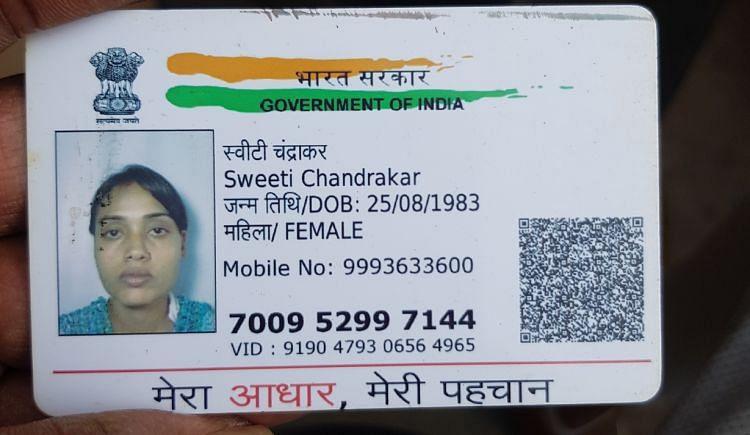 सत्यमेव जयते
भारत सरकार
GOVERNMENT OF INDIA
स्वीटी चंद्राकर
Sweeti Chandrakar
जन्म तिथि/DOB: 25/08/1983
महिला/ FEMALE
Mobile No: 9993633600
7009 5299 7144
VID : 9190 4793 0656 4965
मेरा आधार, मेरी पहचान